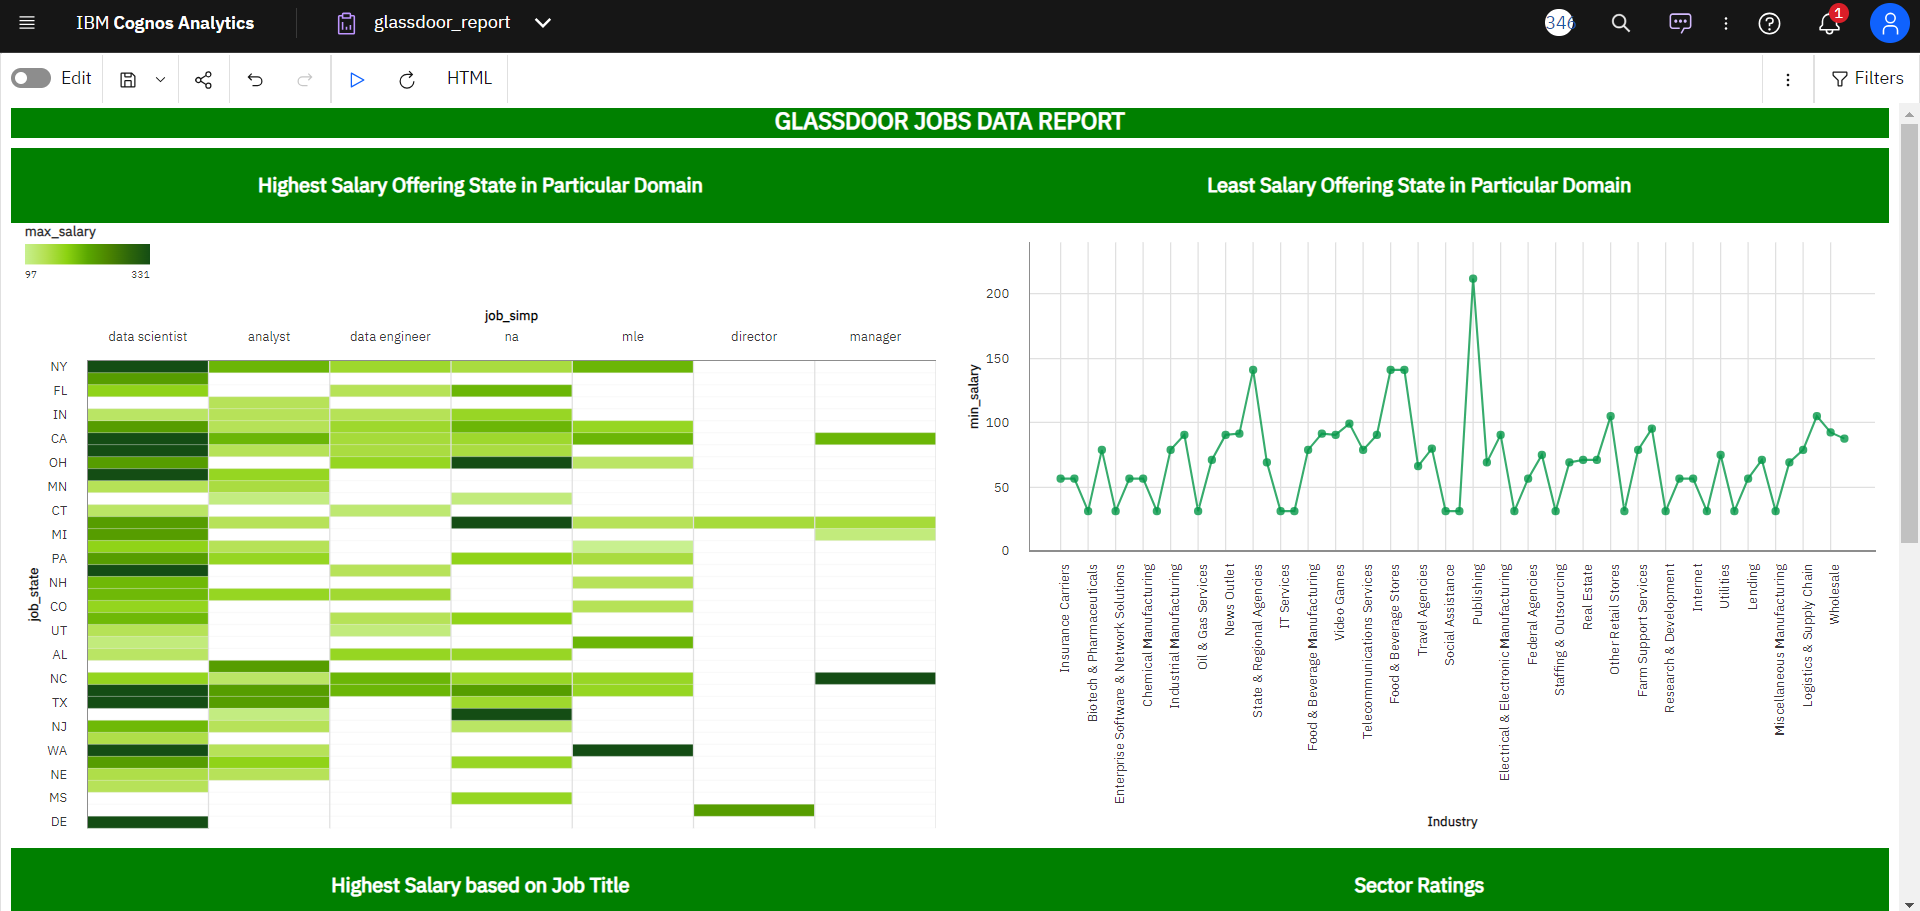 IBM Cognos Analytics
glassdoor_report
346
1
Edit
HTML
Filters
GLASSDOOR JOBS DATA REPORT
Highest Salary Offering State in Particular Domain
Least Salary Offering State in Particular Domain
max_salary
97 331
job_simp
data scientist analyst data engineer na mle director manager
job_state
NY
FL
IN
CA
OH
MN
CT
MI
PA
NH
CO
UT
AL
NC
TX
NJ
WA
NE
MS
DE
min_salary
200
150
100
50
0
Insurance Carriers
Biotech & Pharmaceuticals
Enterprise Software & Network Solutions
Chemical Manufacturing
Industrial Manufacturing
Oil & Gas Services
News Outlet
State & Regional Agencies
IT Services
Food & Beverage Manufacturing
Video Games
Telecommunications Services
Food & Beverage Stores
Travel Agencies
Social Assistance
Publishing
Electrical & Electronic Manufacturing
Federal Agencies
Staffing & Outsourcing
Real Estate
Other Retail Stores
Farm Support Services
Research & Development
Internet
Utilities
Lending
Miscellaneous Manufacturing
Logistics & Supply Chain
Wholesale
Industry
Highest Salary based on Job Title
Sector Ratings